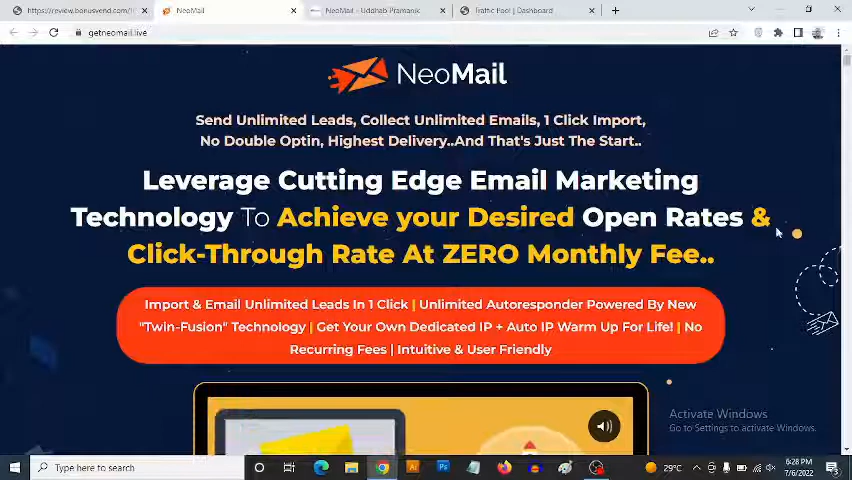 https://review.bonusvend.com/
NeoMail
NeoMail - Uddhab Pramanik
Traffic Pool | Dashboard
getneomail.live
NeoMail
Send Unlimited Leads, Collect Unlimited Emails, 1 Click Import,
No Double Optin, Highest Delivery..And That's Just The Start..
Leverage Cutting Edge Email Marketing
Technology To Achieve your Desired Open Rates &
Click-Through Rate At ZERO Monthly Fee..
Import & Email Unlimited Leads In 1 Click | Unlimited Autoresponder Powered By New
"Twin-Fusion" Technology | Get Your Own Dedicated IP + Auto IP Warm Up For Life! | No
Recurring Fees | Intuitive & User Friendly
Activate Windows
Go to Settings to activate Windows.
Type here to search
Ai
Ps
29°C
6:28 PM
7/6/2022